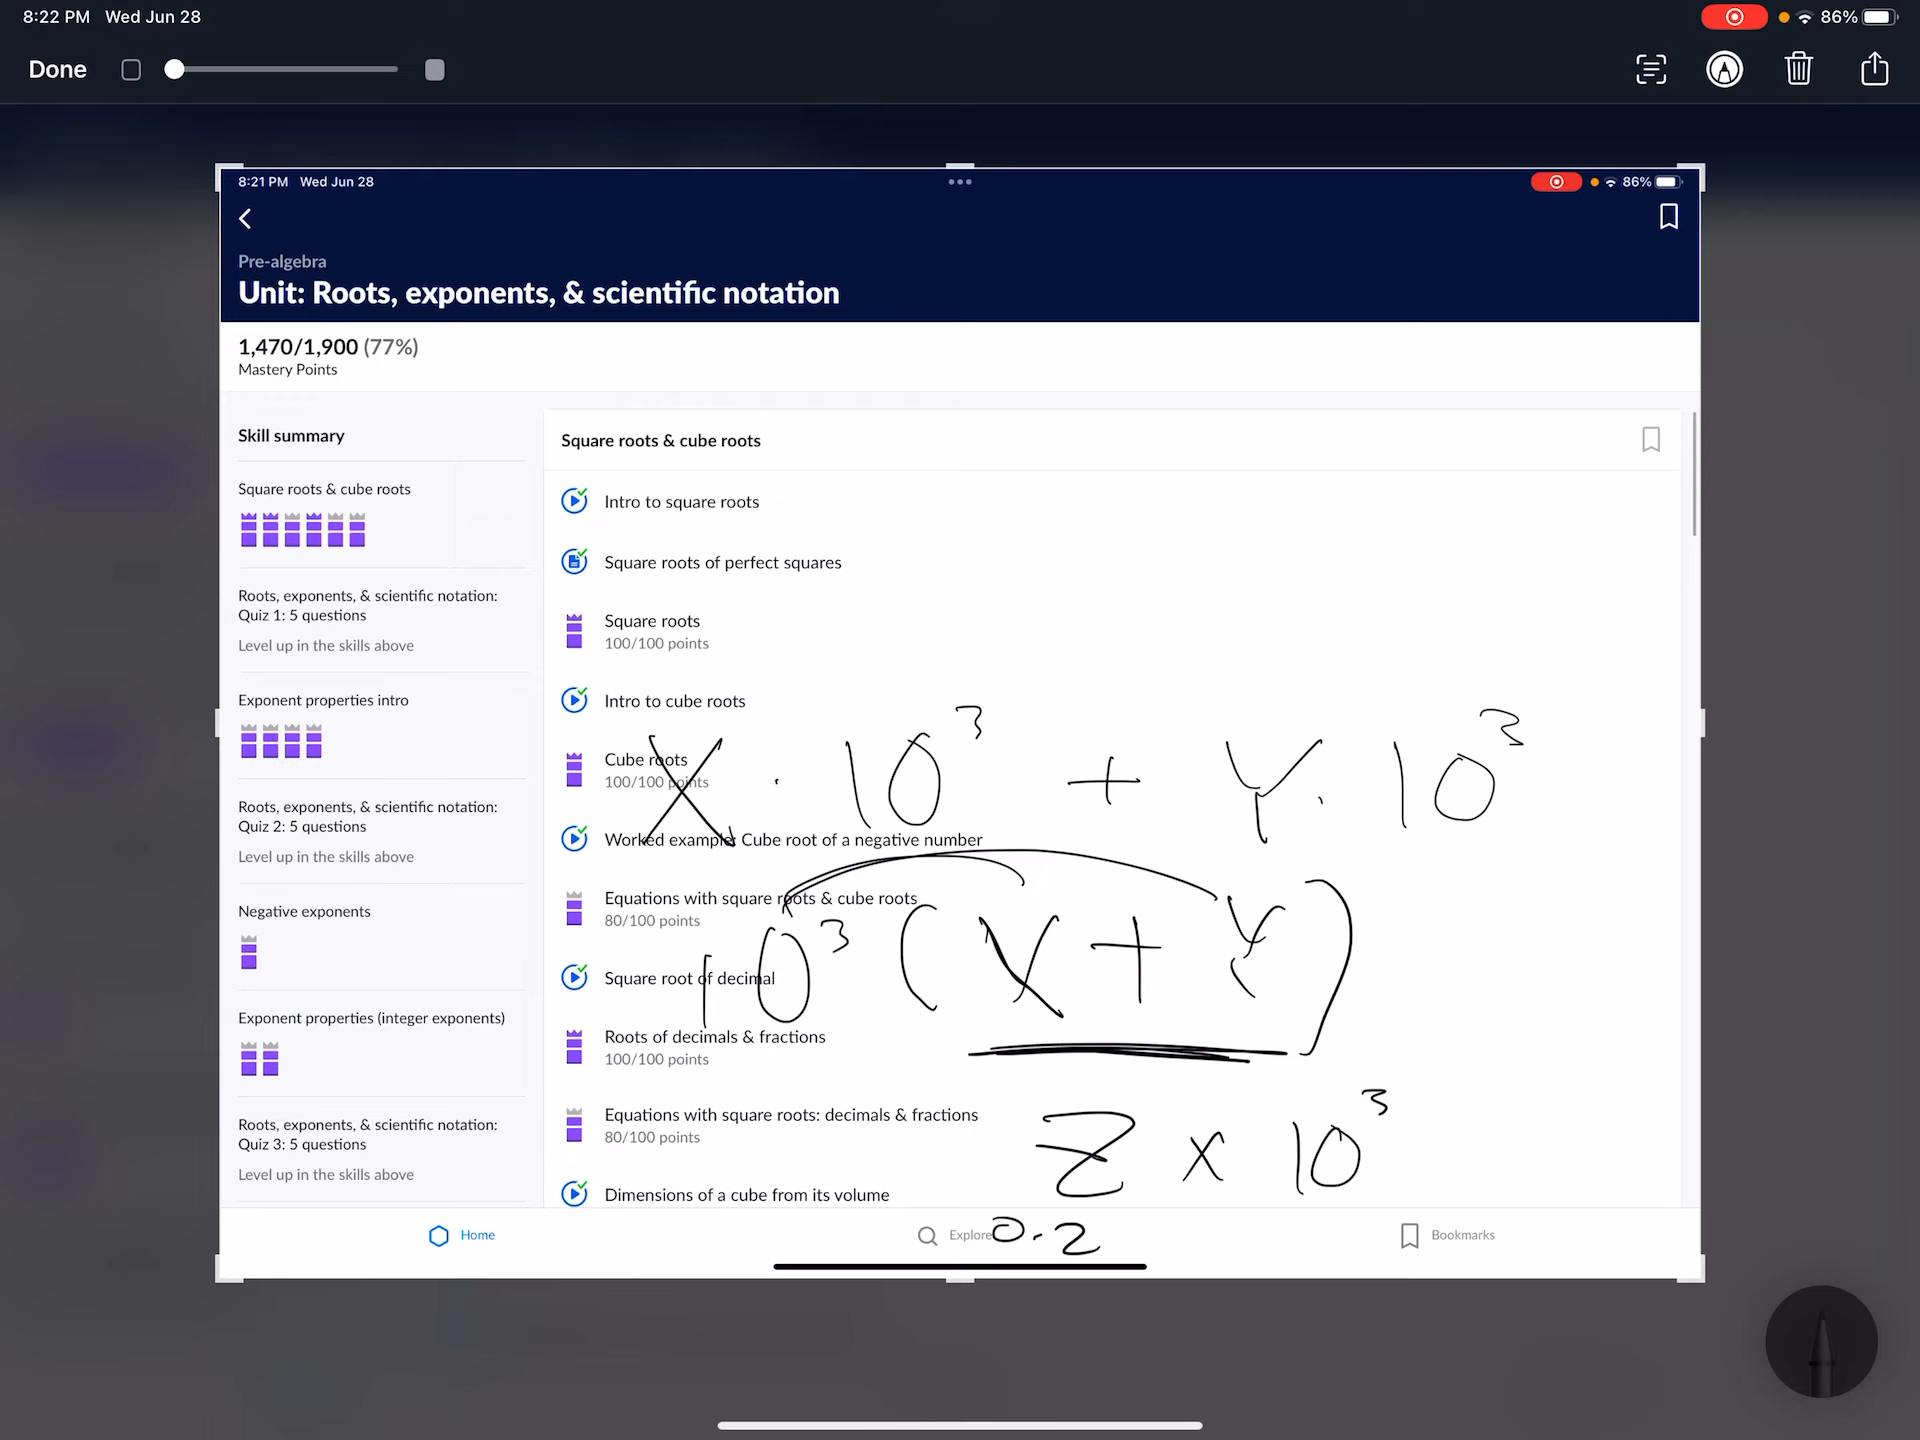 8:22 PM Wed Jun 28
86%
Done
8:21 PM Wed Jun 28
86%
Pre-algebra
Unit: Roots, exponents, & scientific notation
1,470/1,900 (77%)
Mastery Points
Skill summary
Square roots & cube roots
Roots, exponents, & scientific notation:
Quiz 1: 5 questions
Level up in the skills above
Exponent properties intro
Roots, exponents, & scientific notation:
Quiz 2: 5 questions
Level up in the skills above
Negative exponents
Exponent properties (integer exponents)
Roots, exponents, & scientific notation:
Quiz 3: 5 questions
Level up in the skills above
Square roots & cube roots
Intro to square roots
Square roots of perfect squares
Square roots
100/100 points
Intro to cube roots
Cube roots
100/100 points
Worked example: Cube root of a negative number
Equations with square roots & cube roots
80/100 points
Square root of decimal
Roots of decimals & fractions
100/100 points
Equations with square roots: decimals & fractions
80/100 points
Dimensions of a cube from its volume
X · 10³ + Y · 10³
10³ (X + Y)
Z × 10³
0.2
Home
Explore
Bookmarks